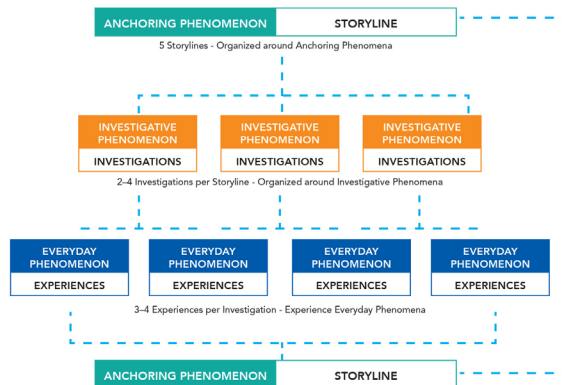 ANCHORING PHENOMENON STORYLINE
5 Storylines - Organized around Anchoring Phenomena
INVESTIGATIVE PHENOMENON
INVESTIGATIONS
INVESTIGATIVE PHENOMENON
INVESTIGATIONS
INVESTIGATIVE PHENOMENON
INVESTIGATIONS
2–4 Investigations per Storyline - Organized around Investigative Phenomena
EVERYDAY PHENOMENON
EXPERIENCES
EVERYDAY PHENOMENON
EXPERIENCES
EVERYDAY PHENOMENON
EXPERIENCES
EVERYDAY PHENOMENON
EXPERIENCES
3–4 Experiences per Investigation - Experience Everyday Phenomena
ANCHORING PHENOMENON STORYLINE